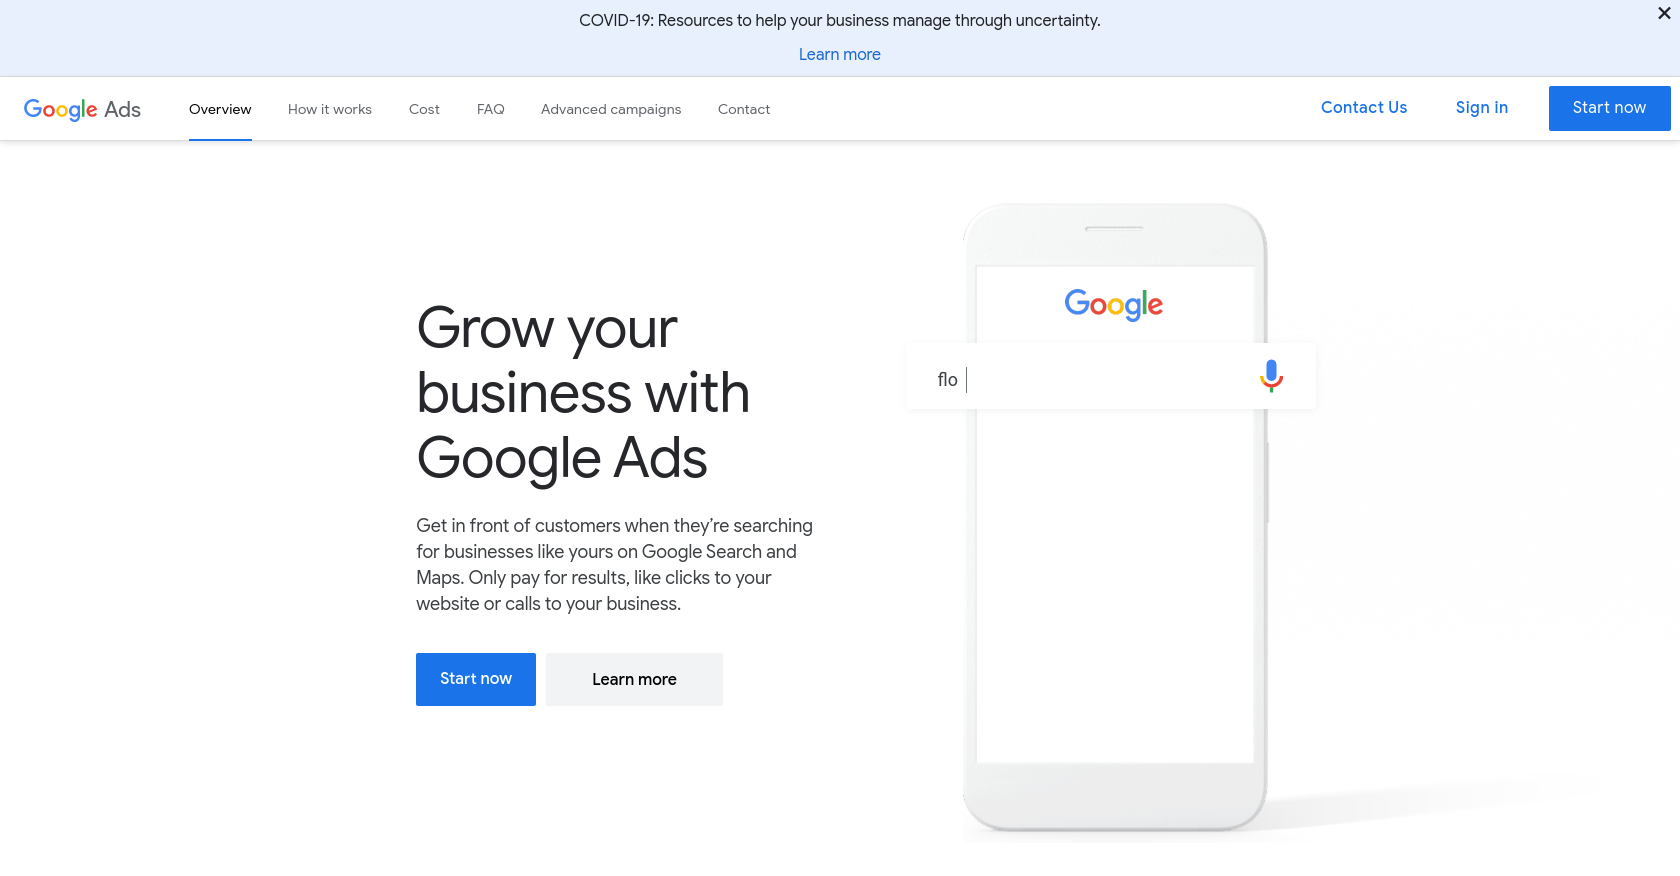 COVID-19: Resources to help your business manage through uncertainty.
Learn more
Google Ads
Overview
How it works
Cost
FAQ
Advanced campaigns
Contact
Contact Us
Sign in
Start now
Grow your
business with
Google Ads
Get in front of customers when they’re searching
for businesses like yours on Google Search and
Maps. Only pay for results, like clicks to your
website or calls to your business.
Start now
Learn more
Google
flo